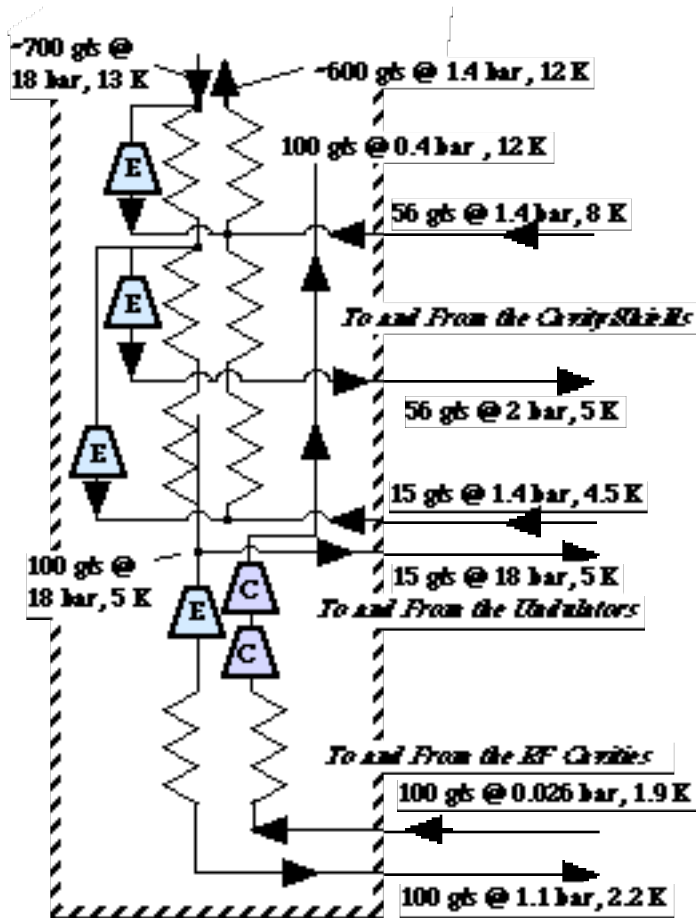 ~700 g/s @
18 bar, 13 K
~600 g/s @ 1.4 bar, 12 K
100 g/s @ 0.4 bar , 12 K
E
56 g/s @ 1.4 bar, 8 K
E
To and From the Cavity Shields
56 g/s @ 2 bar, 5 K
E
15 g/s @ 1.4 bar, 4.5 K
100 g/s @
18 bar, 5 K
15 g/s @ 18 bar, 5 K
C
E
To and From the Undulators
C
To and From the RF Cavities
100 g/s @ 0.026 bar, 1.9 K
100 g/s @ 1.1 bar, 2.2 K